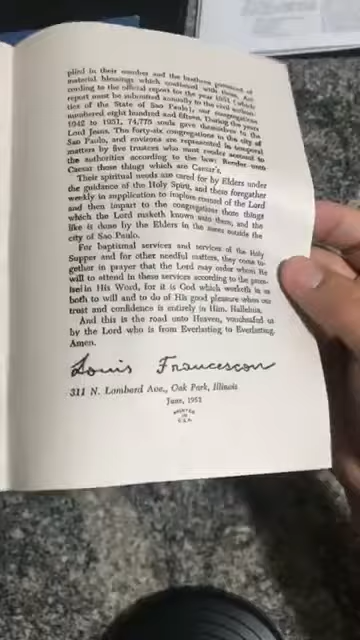 plied in their number and the brethren possessed of
material blessings which continued with them. Ac-
cording to the official report for the year 1951 (which
report must be submitted annually to the civil author-
ities of the State of Sao Paulo), our congregations
numbered eight hundred and fifteen. During the years
1942 to 1951, 74,775 souls gave themselves to the
Lord Jesus. The forty-six congregations in the city of
Sao Paulo, and environs are represented in temporal
matters by five trustees who must render account to
the authorities according to the law: Render unto
Caesar those things which are Caesar's.
Their spiritual needs are cared for by Elders under
the guidance of the Holy Spirit, and these foregather
weekly in supplication to implore counsel of the Lord
and then impart to the congregations those things
which the Lord maketh known unto them, and the
like is done by the Elders in the areas outside the
city of Sao Paulo.
For baptismal services and services of the Holy
Supper and for other needful matters, they come to-
gether in prayer that the Lord may order whom He
will to attend in these services according to the coun-
sel in His Word, for it is God which worketh in us
both to will and to do of His good pleasure when our
trust and confidence is entirely in Him. Halleluia.
And this is the road unto Heaven, vouchsafed us
by the Lord who is from Everlasting to Everlasting.
Amen.
Louis Francescon
311 N. Lombard Ave., Oak Park, Illinois
June, 1952
PRINTED
IN
U.S.A.